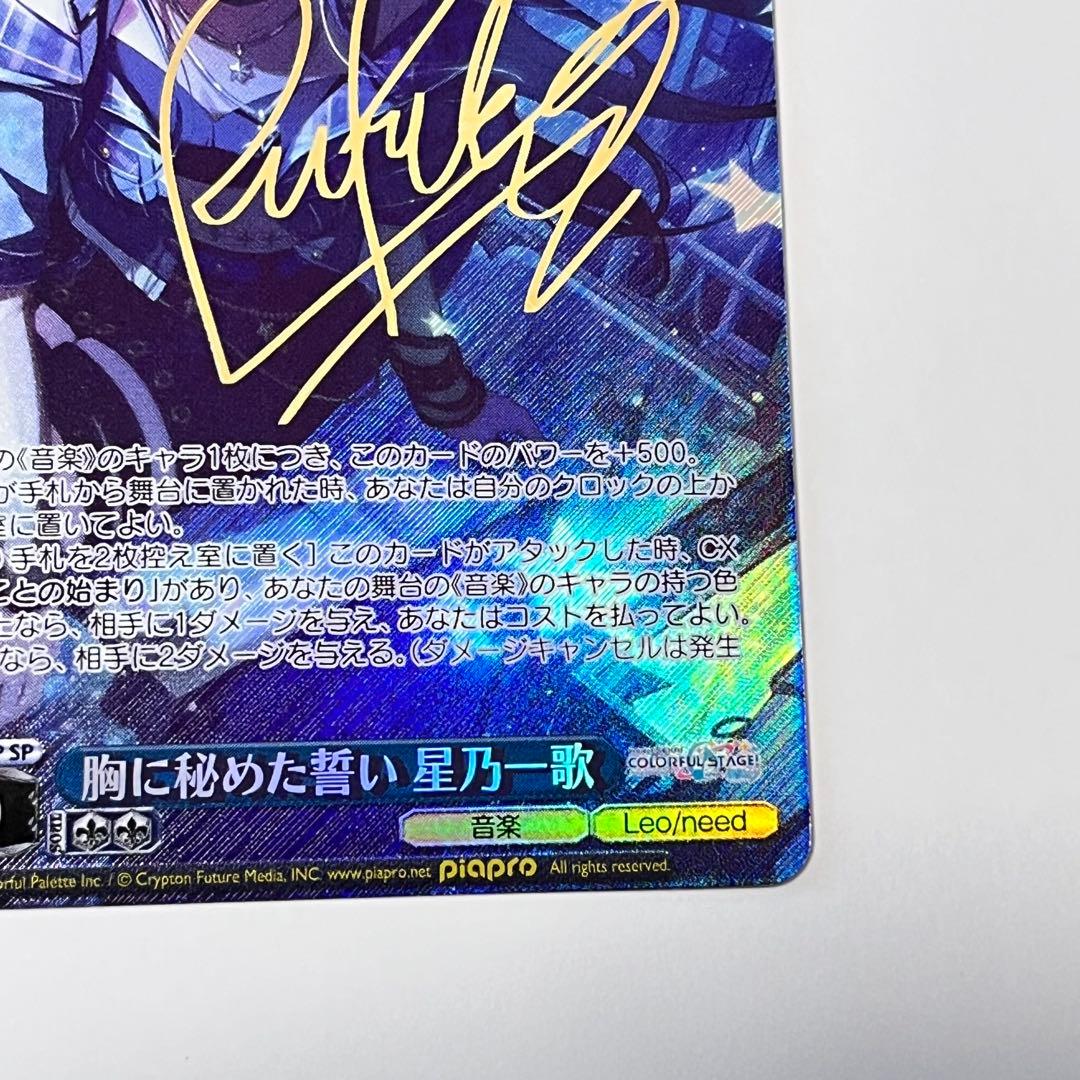 の《音楽》のキャラ1枚につき、このカードのパワーを＋500。
が手札から舞台に置かれた時、あなたは自分のクロックの上か
室に置いてよい。
手札を2枚控え室に置く］ このカードがアタックした時、CX
ことの始まり」があり、あなたの舞台の《音楽》のキャラの持つ色
なら、相手に1ダメージを与え、あなたはコストを払ってよい。
なら、相手に2ダメージを与える。（ダメージキャンセルは発生
SP
胸に秘めた誓い 星乃一歌
COLORFUL STAGE!
音楽 Leo/need
rful Palette Inc. / © Crypton Future Media, INC. www.piapro.net piapro All rights reserved.